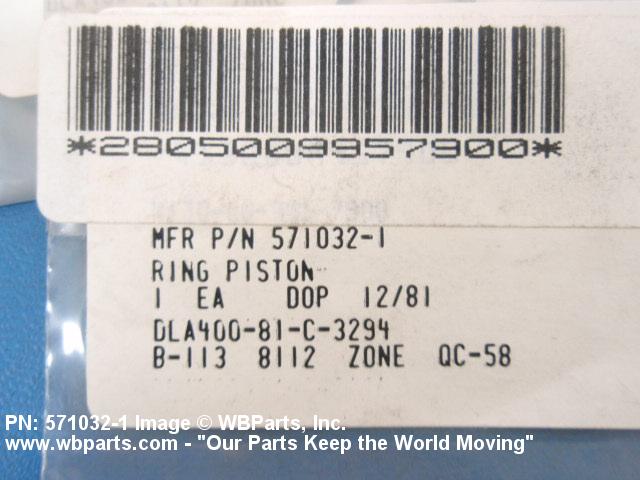 *2805009957900*
MFR P/N 571032-1
RING PISTON
1 EA DOP 12/81
DLA400-81-C-3294
B-113 8112 ZONE QC-58
PN: 571032-1 Image © WBParts, Inc.
www.wbparts.com - "Our Parts Keep the World Moving"